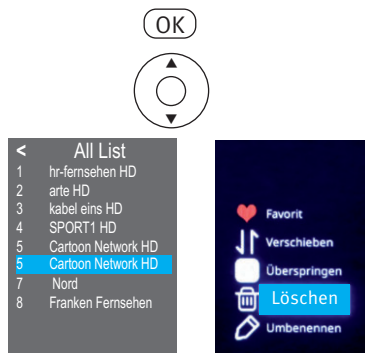 OK
< All List
1 hr-fernsehen HD
2 arte HD
3 kabel eins HD
4 SPORT1 HD
5 Cartoon Network HD
5 Cartoon Network HD
7 Nord
8 Franken Fernsehen
Favorit
Verschieben
Überspringen
Löschen
Umbenennen